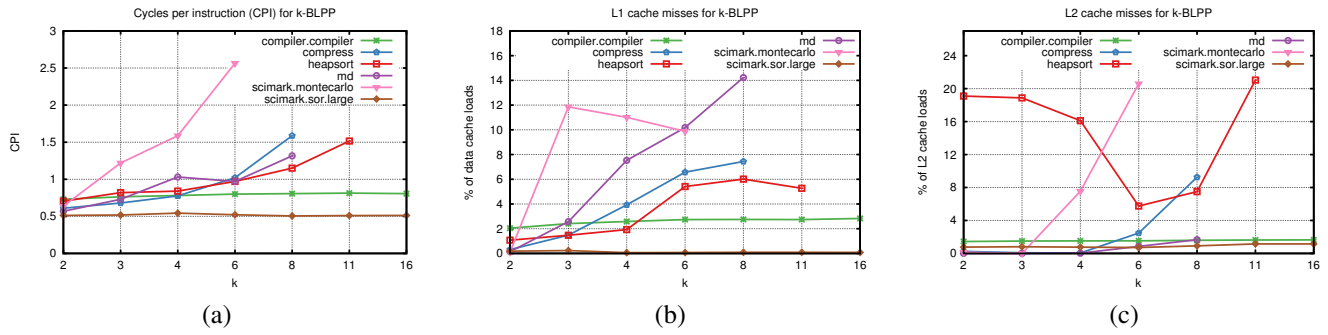 Cycles per instruction (CPI) for k-BLPP
3
2.5
2
1.5
1
0.5
0
CPI
compiler.compiler
compress
heapsort
md
scimark.montecarlo
scimark.sor.large
2 3 4 6 8 11 16
k
(a)
L1 cache misses for k-BLPP
18
16
14
12
10
8
6
4
2
0
% of data cache loads
compiler.compiler md
compress scimark.montecarlo
heapsort scimark.sor.large
2 3 4 6 8 11 16
k
(b)
L2 cache misses for k-BLPP
24
20
16
12
8
4
0
% of L2 cache loads
compiler.compiler md
compress scimark.montecarlo
heapsort scimark.sor.large
2 3 4 6 8 11 16
k
(c)